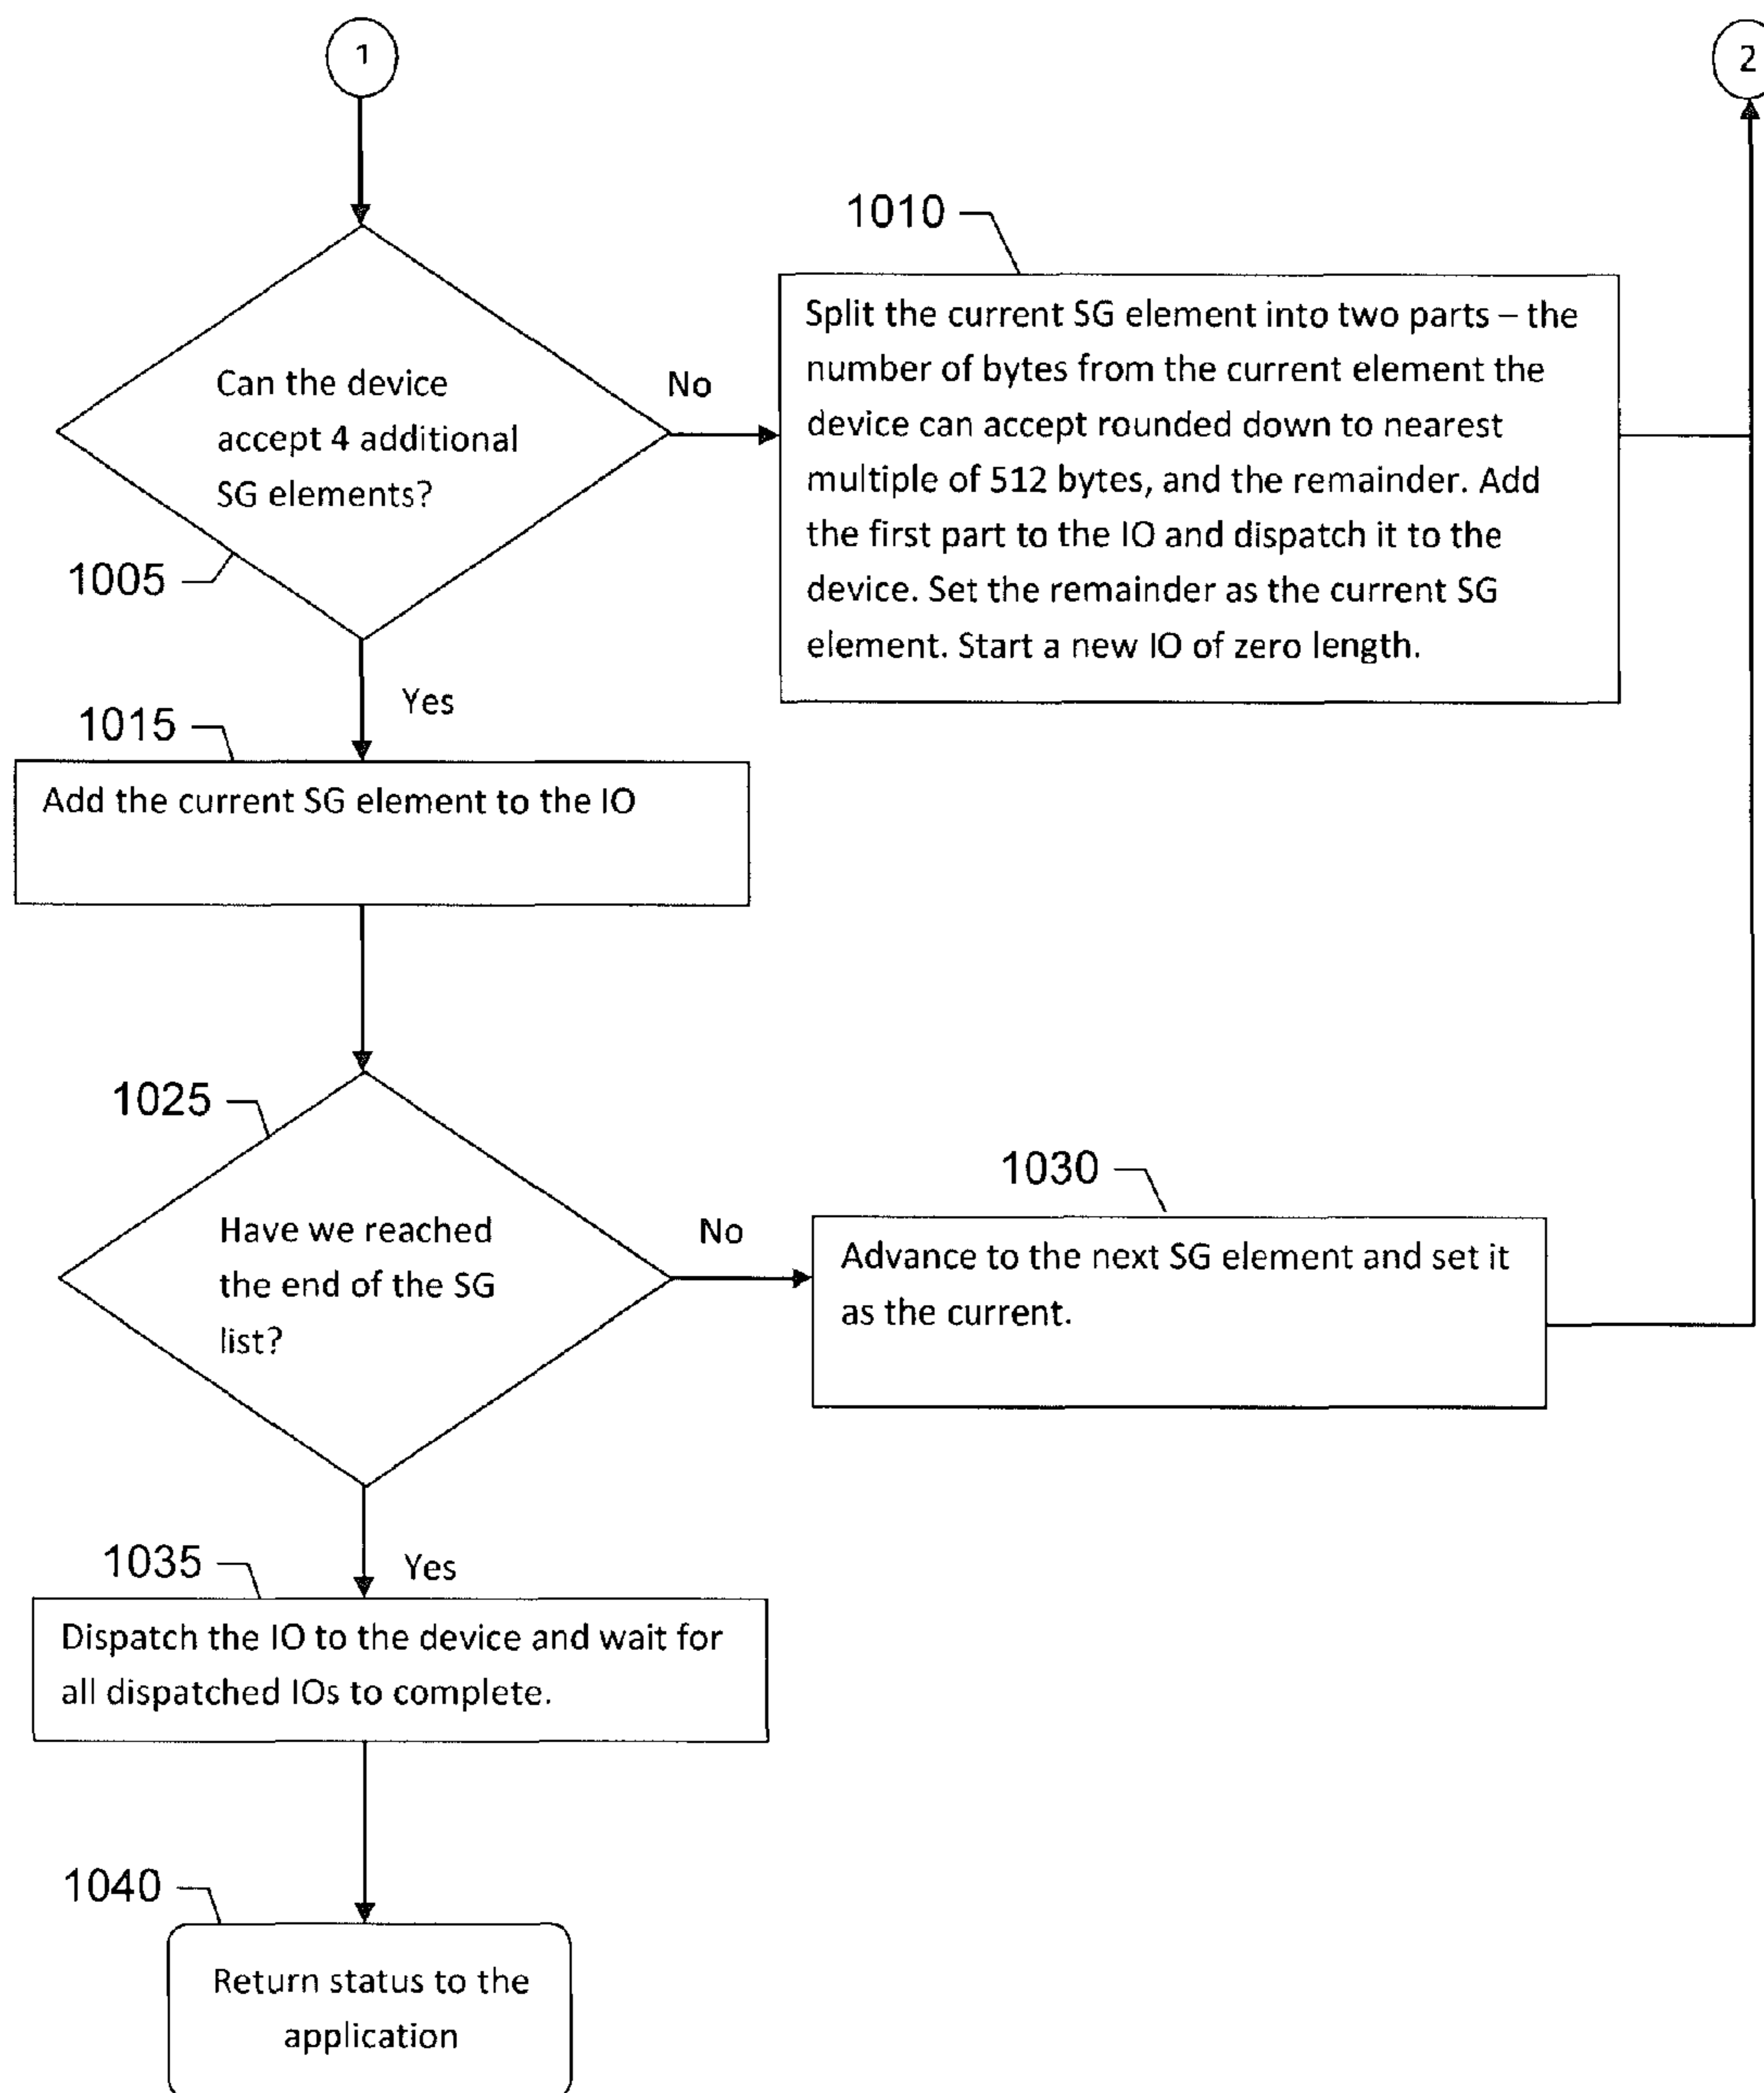 1
2
1010
Can the device
accept 4 additional
SG elements?
No
Split the current SG element into two parts – the
number of bytes from the current element the
device can accept rounded down to nearest
multiple of 512 bytes, and the remainder. Add
the first part to the IO and dispatch it to the
device. Set the remainder as the current SG
element. Start a new IO of zero length.
1005
Yes
1015
Add the current SG element to the IO
1025
Have we reached
the end of the SG
list?
No
1030
Advance to the next SG element and set it
as the current.
1035
Yes
Dispatch the IO to the device and wait for
all dispatched IOs to complete.
1040
Return status to the
application